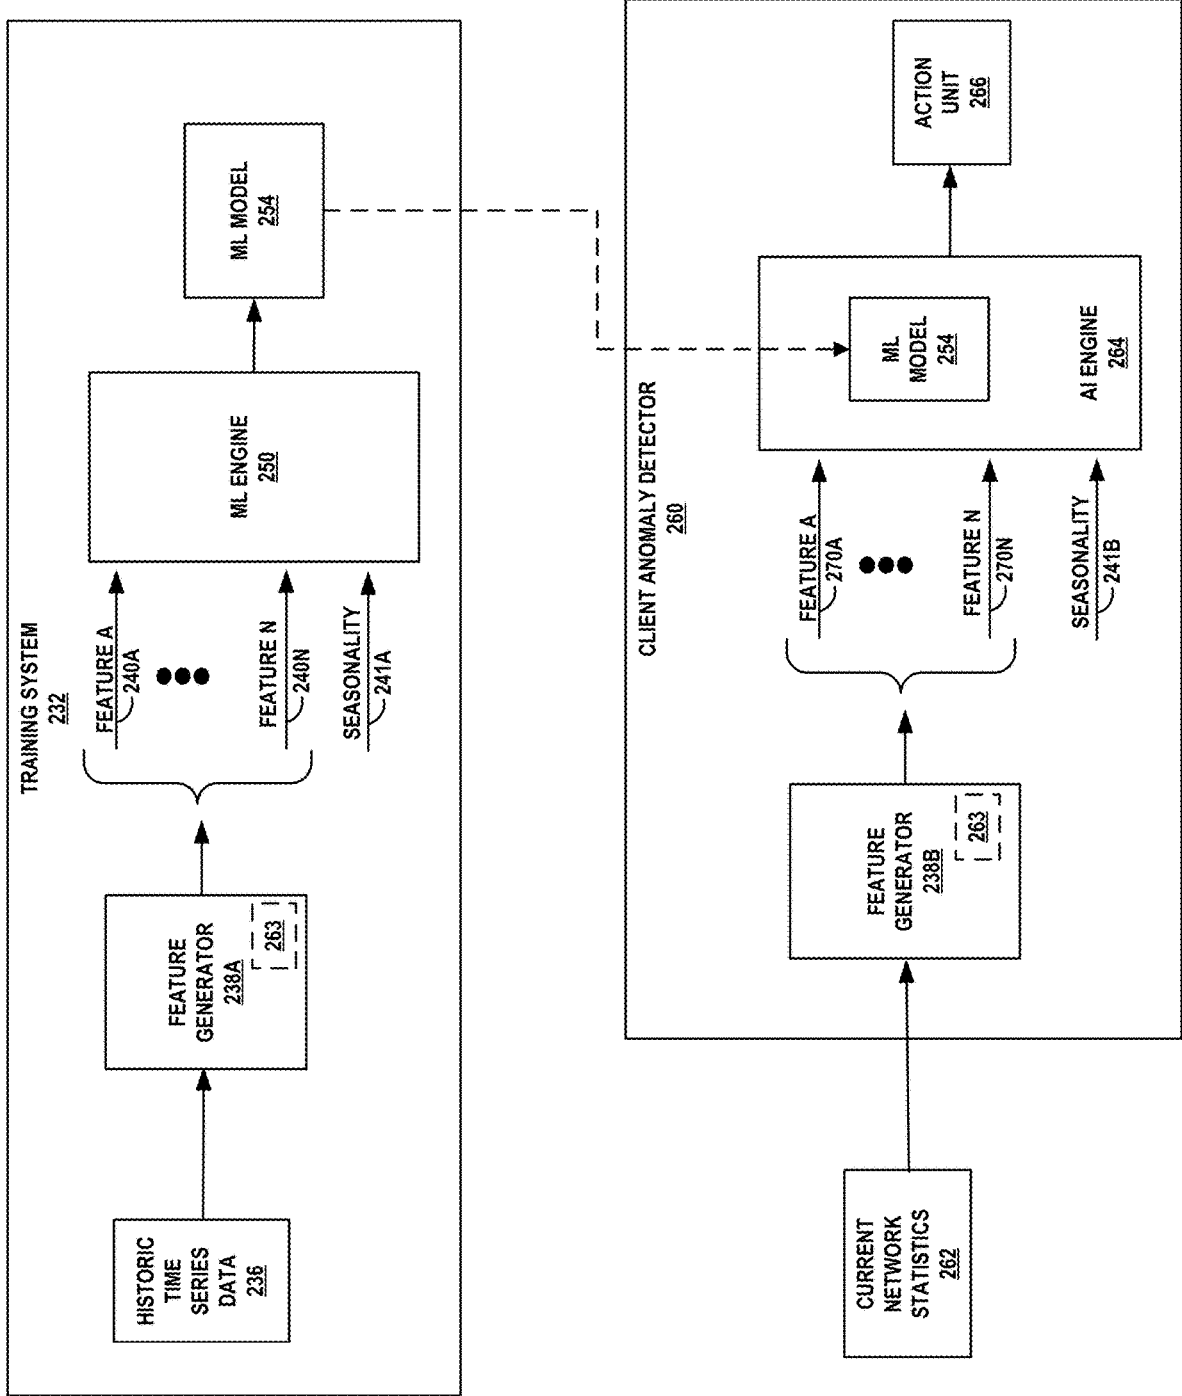 TRAINING SYSTEM
232
HISTORIC
TIME
SERIES
DATA
236
FEATURE
GENERATOR
238A
263
FEATURE A
240A
FEATURE N
240N
SEASONALITY
241A
ML ENGINE
250
ML MODEL
254
CLIENT ANOMALY DETECTOR
260
CURRENT
NETWORK
STATISTICS
262
FEATURE
GENERATOR
238B
263
FEATURE A
270A
FEATURE N
270N
SEASONALITY
241B
ML
MODEL
254
AI ENGINE
264
ACTION
UNIT
266